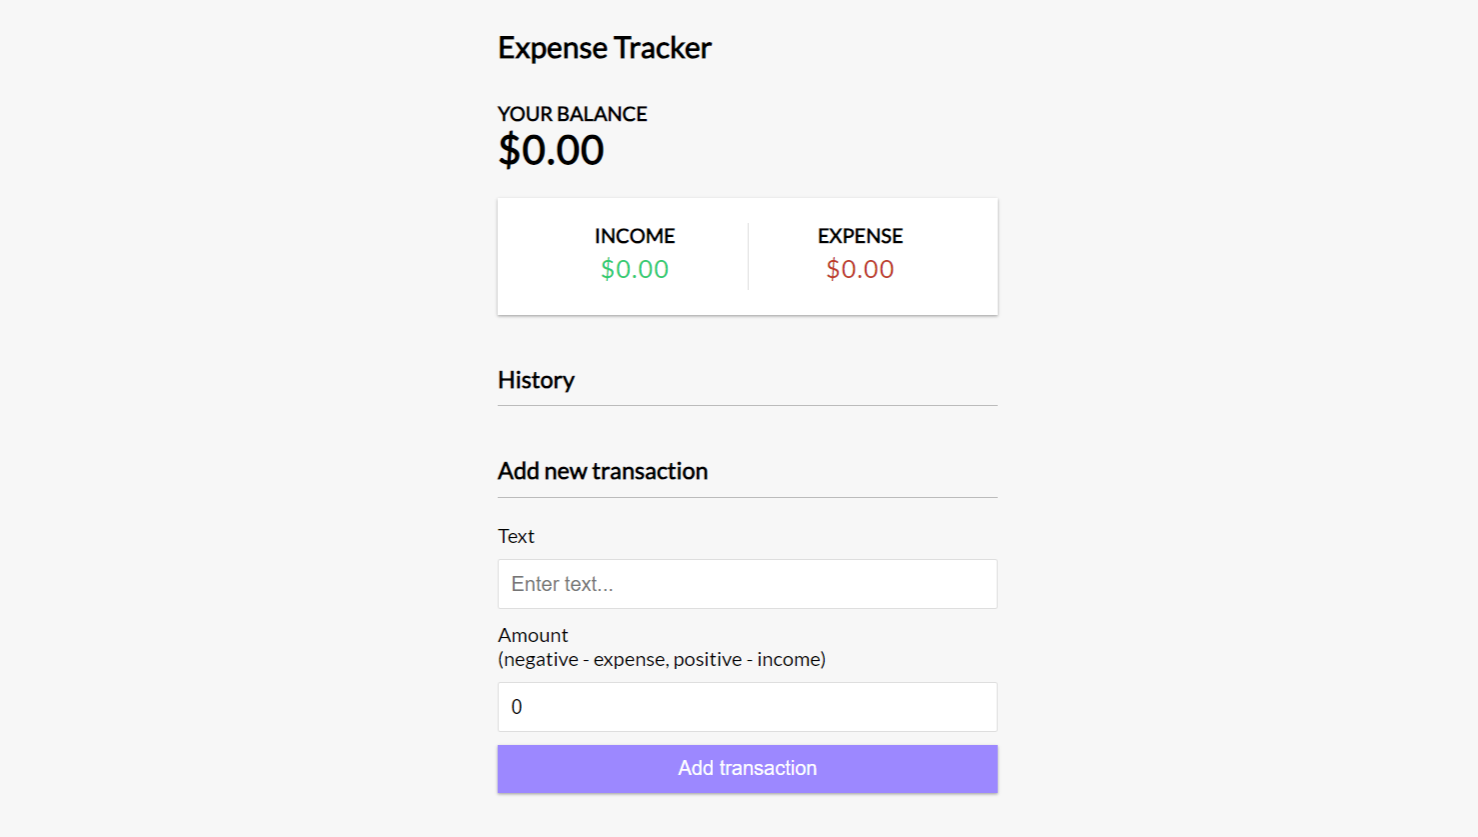 Expense Tracker
YOUR BALANCE
$0.00
INCOME
$0.00
EXPENSE
$0.00
History
Add new transaction
Text
Enter text...
Amount
(negative - expense, positive - income)
0
Add transaction